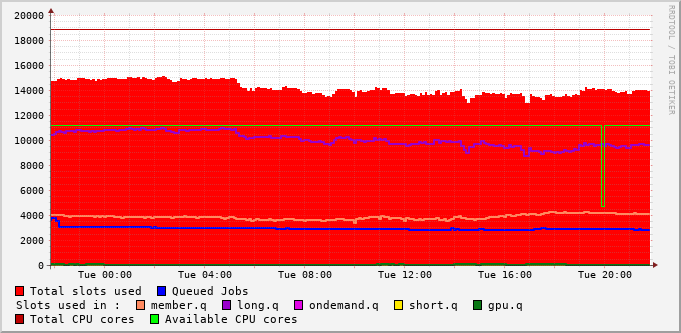 RRDTOOL / TOBI OETIKER
20000
18000
16000
14000
12000
10000
8000
6000
4000
2000
0
Tue 00:00 Tue 04:00 Tue 08:00 Tue 12:00 Tue 16:00 Tue 20:00
Total slots used Queued Jobs
Slots used in : member.q long.q ondemand.q short.q gpu.q
Total CPU cores Available CPU cores